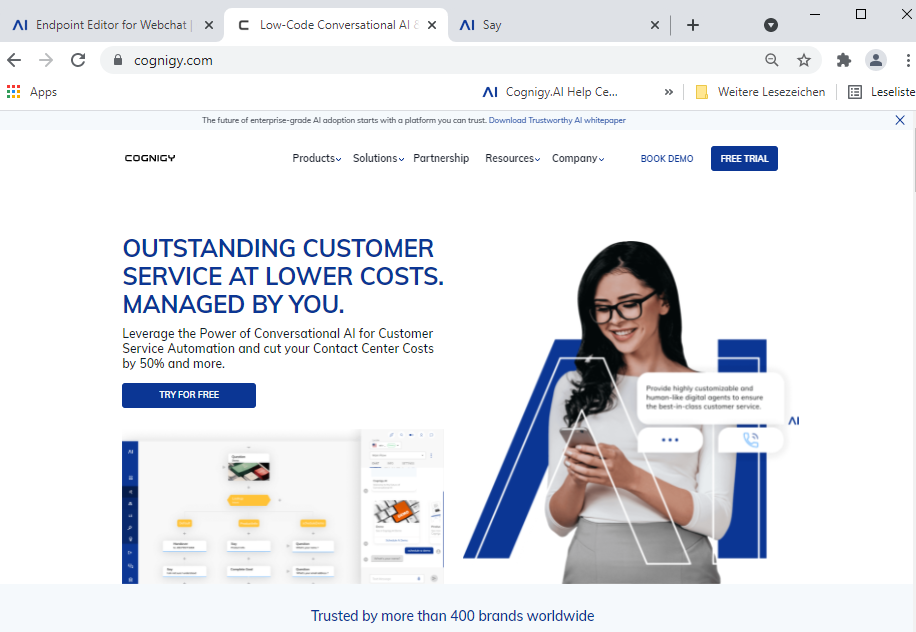 Endpoint Editor for Webchat |
Low-Code Conversational AI &
AI Say
cognigy.com
Apps
AI Cognigy.AI Help Ce...
»
Weitere Lesezeichen
Leseliste
The future of enterprise-grade AI adoption starts with a platform you can trust. Download Trustworthy AI whitepaper
COGNIGY
Products
Solutions
Partnership
Resources
Company
BOOK DEMO
FREE TRIAL
OUTSTANDING CUSTOMER
SERVICE AT LOWER COSTS.
MANAGED BY YOU.
Leverage the Power of Conversational AI for Customer
Service Automation and cut your Contact Center Costs
by 50% and more.
TRY FOR FREE
Provide highly customizable and
human-like digital agents to ensure
the best-in-class customer service.
AI
Question
Trusted by more than 400 brands worldwide